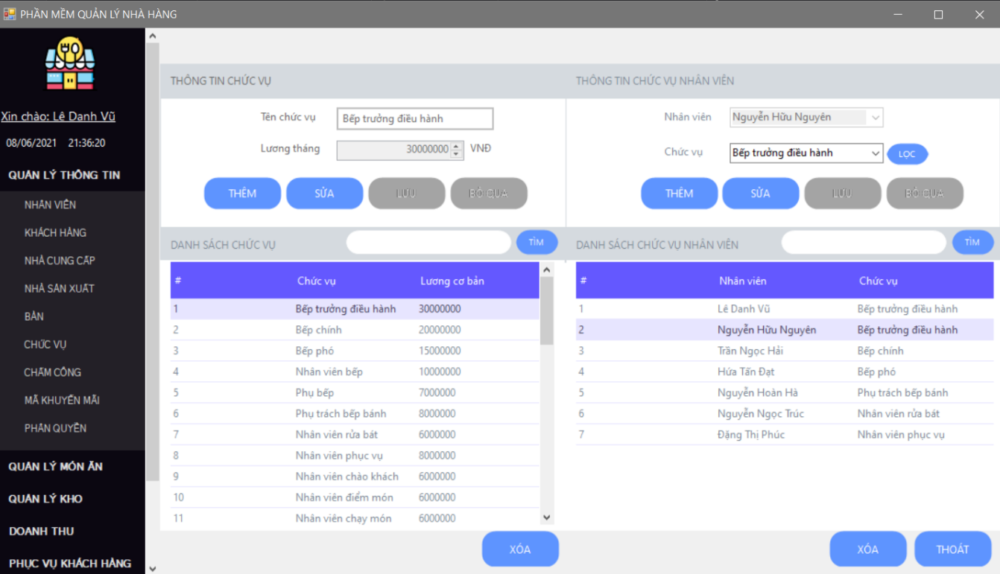 PHẦN MỀM QUẢN LÝ NHÀ HÀNG
Xin chào: Lê Danh Vũ
08/06/2021 21:36:20
QUẢN LÝ THÔNG TIN
NHÂN VIÊN
KHÁCH HÀNG
NHÀ CUNG CẤP
NHÀ SẢN XUẤT
BÀN
CHỨC VỤ
CHẤM CÔNG
MÃ KHUYẾN MÃI
PHÂN QUYỀN
QUẢN LÝ MÓN ĂN
QUẢN LÝ KHO
DOANH THU
PHỤC VỤ KHÁCH HÀNG
THÔNG TIN CHỨC VỤ
Tên chức vụ Bếp trưởng điều hành
Lương tháng 30000000 VNĐ
THÊM SỬA LƯU BỎ QUA
DANH SÁCH CHỨC VỤ TÌM
# Chức vụ Lương cơ bản
1 Bếp trưởng điều hành 30000000
2 Bếp chính 20000000
3 Bếp phó 15000000
4 Nhân viên bếp 10000000
5 Phụ bếp 7000000
6 Phụ trách bếp bánh 8000000
7 Nhân viên rửa bát 6000000
8 Nhân viên phục vụ 8000000
9 Nhân viên chào khách 6000000
10 Nhân viên điểm món 6000000
11 Nhân viên chạy món 6000000
XÓA
THÔNG TIN CHỨC VỤ NHÂN VIÊN
Nhân viên Nguyễn Hữu Nguyên
Chức vụ Bếp trưởng điều hành LỌC
THÊM SỬA LƯU BỎ QUA
DANH SÁCH CHỨC VỤ NHÂN VIÊN TÌM
# Nhân viên Chức vụ
1 Lê Danh Vũ Bếp trưởng điều hành
2 Nguyễn Hữu Nguyên Bếp trưởng điều hành
3 Trần Ngọc Hải Bếp chính
4 Hứa Tấn Đạt Bếp phó
5 Nguyễn Hoàn Hà Phụ trách bếp bánh
6 Nguyễn Ngọc Trúc Nhân viên rửa bát
7 Đặng Thị Phúc Nhân viên phục vụ
XÓA THOÁT